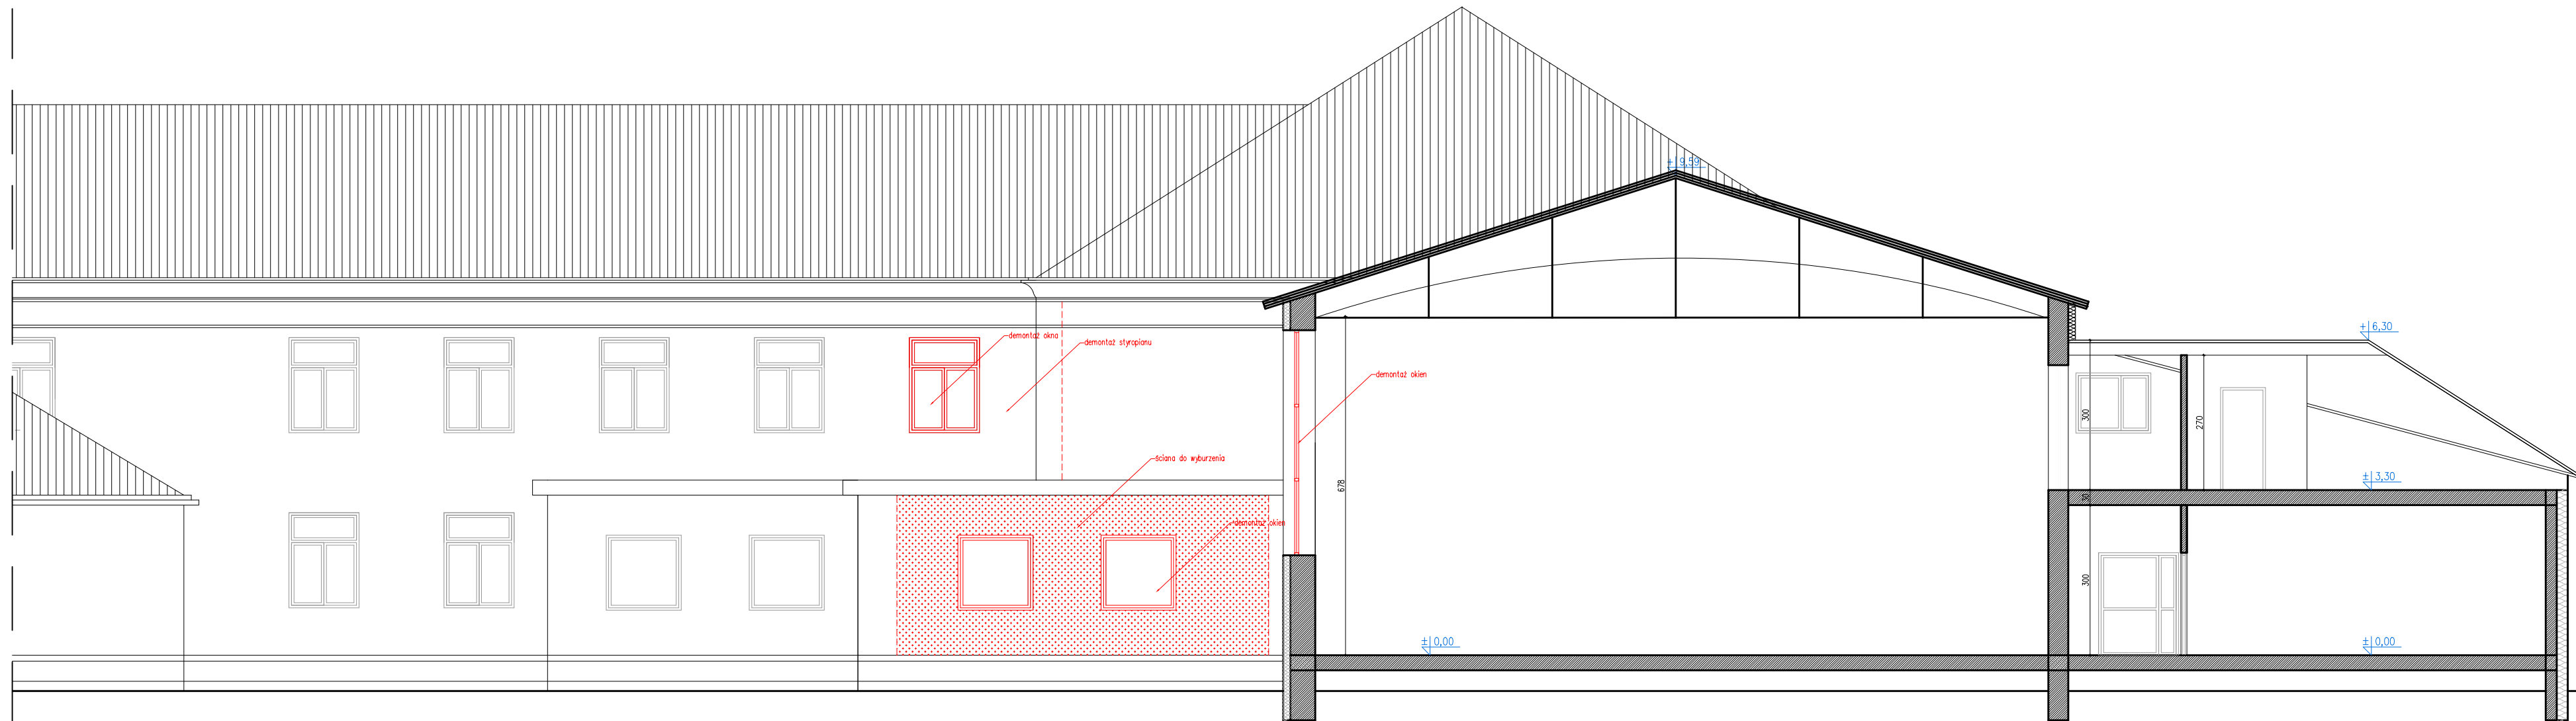 +|9,59
+|6,30
demontaż okna
demontaż styropianu
demontaż okien
300
270
ściana do wyburzenia
+|3,30
678
30
demontaż okien
300
±|0,00
±|0,00